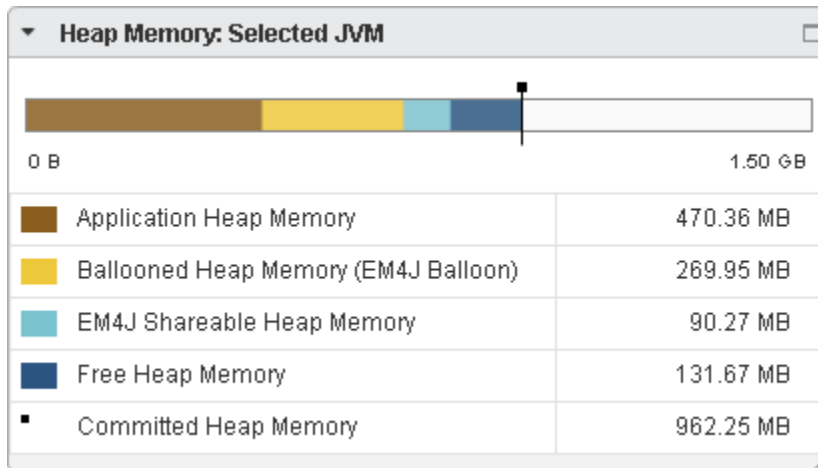 Heap Memory: Selected JVM
0 B 1.50 GB
Application Heap Memory 470.36 MB
Ballooned Heap Memory (EM4J Balloon) 269.95 MB
EM4J Shareable Heap Memory 90.27 MB
Free Heap Memory 131.67 MB
Committed Heap Memory 962.25 MB